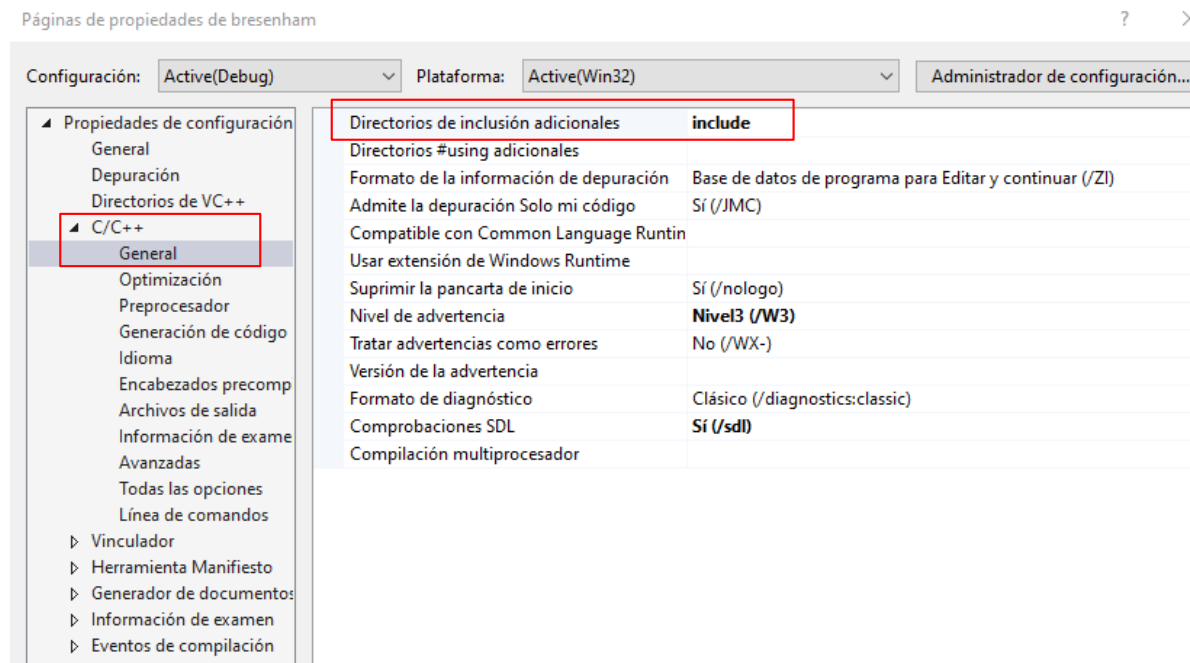 Páginas de propiedades de bresenham ?
Configuración: Active(Debug) Plataforma: Active(Win32) Administrador de configuración...
Propiedades de configuración
General
Depuración
Directorios de VC++
C/C++
General
Optimización
Preprocesador
Generación de código
Idioma
Encabezados precomp
Archivos de salida
Información de exame
Avanzadas
Todas las opciones
Línea de comandos
Vinculador
Herramienta Manifiesto
Generador de documentos
Información de examen
Eventos de compilación
Directorios de inclusión adicionales include
Directorios #using adicionales
Formato de la información de depuración Base de datos de programa para Editar y continuar (/ZI)
Admite la depuración Solo mi código Sí (/JMC)
Compatible con Common Language Runtin
Usar extensión de Windows Runtime
Suprimir la pancarta de inicio Sí (/nologo)
Nivel de advertencia Nivel3 (/W3)
Tratar advertencias como errores No (/WX-)
Versión de la advertencia
Formato de diagnóstico Clásico (/diagnostics:classic)
Comprobaciones SDL Sí (/sdl)
Compilación multiprocesador